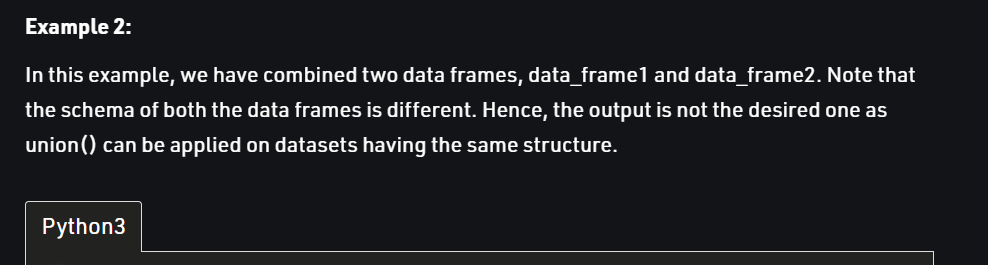 Example 2:
In this example, we have combined two data frames, data_frame1 and data_frame2. Note that
the schema of both the data frames is different. Hence, the output is not the desired one as
union() can be applied on datasets having the same structure.
Python3